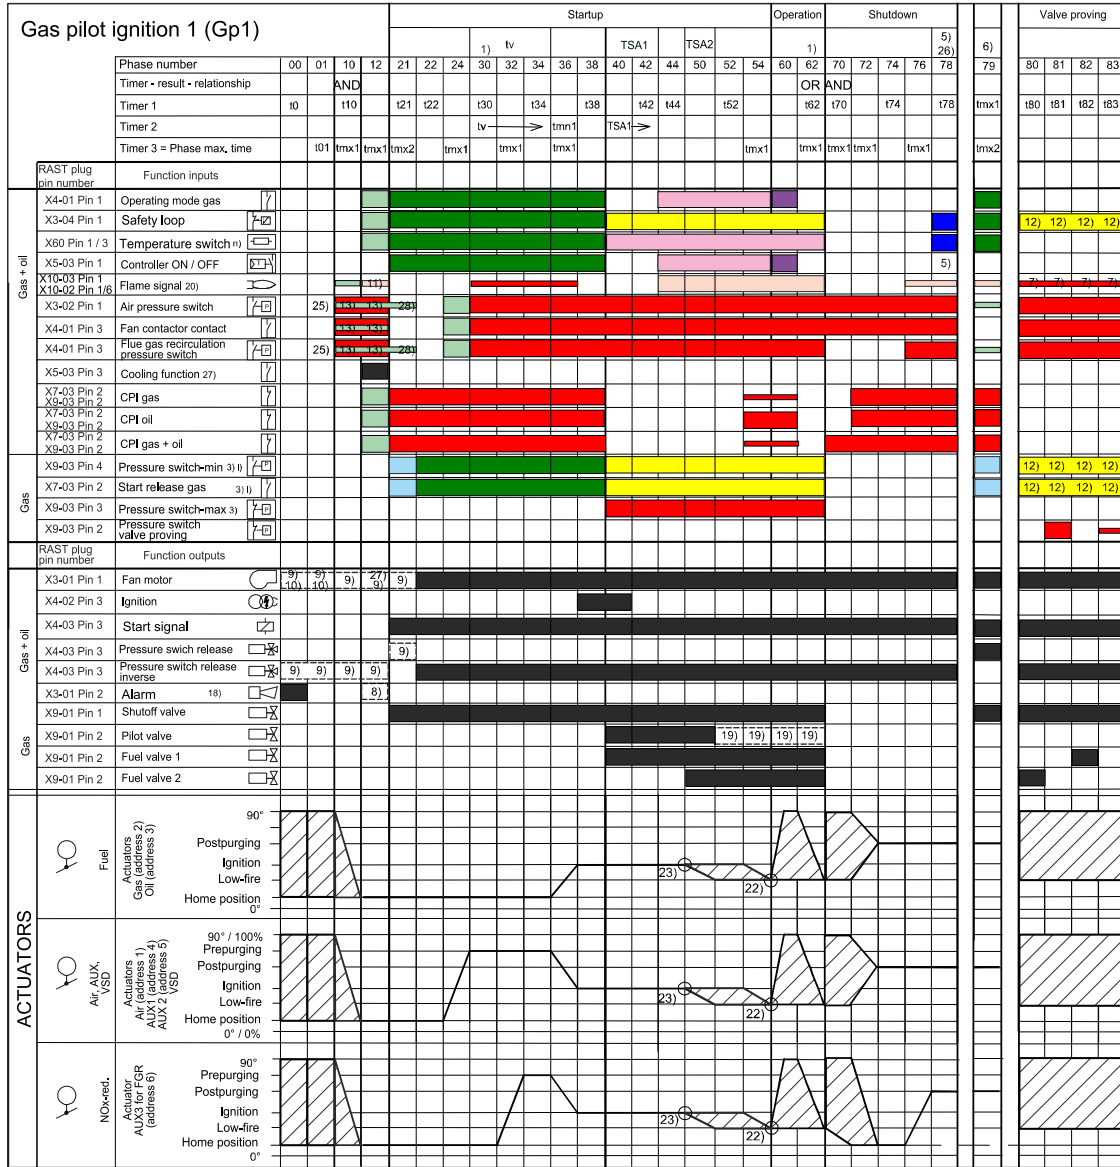 Gas pilot ignition 1 (Gp1)
Startup Operation Shutdown Valve proving
1) tv TSA1 TSA2 1) 5) 26) 6)
Phase number 00 01 10 12 21 22 24 30 32 34 36 38 40 42 44 50 52 54 60 62 70 72 74 76 78 79 80 81 82 83
Timer - result - relationship AND OR AND
Timer 1 t0 t10 t21 t22 t30 t34 t38 t42 t44 t52 t62 t70 t74 t78 tmx1 t80 t81 t82 t83
Timer 2 tv tmn1 TSA1
Timer 3 = Phase max. time t01 tmx1 tmx1 tmx2 tmx1 tmx1 tmx1 tmx1 tmx1 tmx1 tmx1 tmx1 tmx2
RAST plug
pin number Function inputs
Gas + oil
X4-01 Pin 1 Operating mode gas
X3-04 Pin 1 Safety loop 12) 12) 12) 12)
X60 Pin 1 / 3 Temperature switch n)
X5-03 Pin 1 Controller ON / OFF 5)
X10-03 Pin 1
X10-02 Pin 1/6 Flame signal 20) 11) 7) 7) 7) 7)
X3-02 Pin 1 Air pressure switch 25) 13) 13) 28)
X4-01 Pin 3 Fan contactor contact 13) 13)
X4-01 Pin 3 Flue gas recirculation
pressure switch 25) 13) 13) 28)
X5-03 Pin 3 Cooling function 27)
X7-03 Pin 2
X9-03 Pin 2 CPI gas
X7-03 Pin 2
X9-03 Pin 2 CPI oil
X7-03 Pin 2
X9-03 Pin 2 CPI gas + oil
Gas
X9-03 Pin 4 Pressure switch-min 3) l) 12) 12) 12) 12)
X7-03 Pin 2 Start release gas 3) l) 12) 12) 12) 12)
X9-03 Pin 3 Pressure switch-max 3)
X9-03 Pin 2 Pressure switch
valve proving
RAST plug
pin number Function outputs
Gas + oil
X3-01 Pin 1 Fan motor 9) 10) 9) 10) 9) 27) 9) 9)
X4-02 Pin 3 Ignition
X4-03 Pin 3 Start signal
X4-03 Pin 3 Pressure swich release 9)
X4-03 Pin 3 Pressure switch release
inverse 9) 9) 9) 9)
X3-01 Pin 2 Alarm 18) 8)
Gas
X9-01 Pin 1 Shutoff valve
X9-01 Pin 2 Pilot valve 19) 19) 19) 19)
X9-01 Pin 2 Fuel valve 1
X9-01 Pin 2 Fuel valve 2
ACTUATORS
Fuel
Actuators
Gas (address 2)
Oil (address 3)
90°
Postpurging
Ignition
Low-fire
Home position
0°
23) 22)
Air, AUX,
VSD
Actuators
Air (address 1)
AUX1 (address 4)
AUX 2 (address 5)
VSD
90° / 100%
Prepurging
Postpurging
Ignition
Low-fire
Home position
0° / 0%
23) 22)
NOx-red.
Actuator
AUX3 for FGR
(address 6)
90°
Prepurging
Postpurging
Ignition
Low-fire
Home position
0°
23) 22)